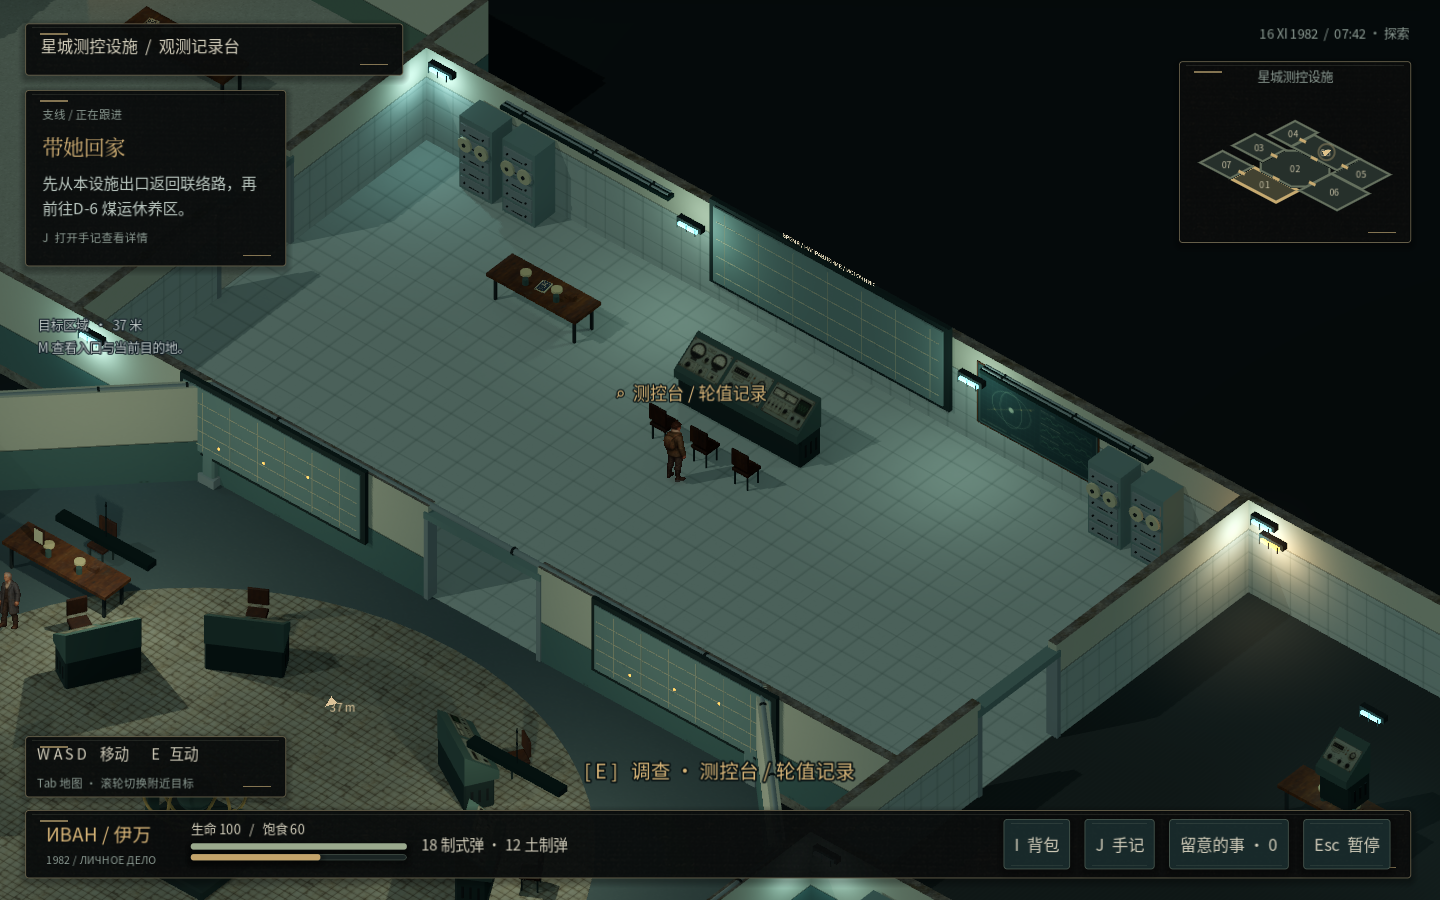 星城测控设施 / 观测记录台
16 XI 1982 / 07:42 · 探索
支线 / 正在跟进
带她回家
先从本设施出口返回联络路，再
前往D-6 煤运休养区。
J 打开手记查看详情
星城测控设施
04
03
07
02
05
01
06
目标区域 · 37 米
M 查看入口与当前目的地。
测控台 / 轮值记录
37 m
WASD 移动 E 互动
Tab 地图 · 滚轮切换附近目标
[E] 调查 · 测控台 / 轮值记录
ИВАН / 伊万
1982 / ЛИЧНОЕ ДЕЛО
生命 100 / 饱食 60
18 制式弹 · 12 土制弹
I 背包
J 手记
留意的事 · 0
Esc 暂停